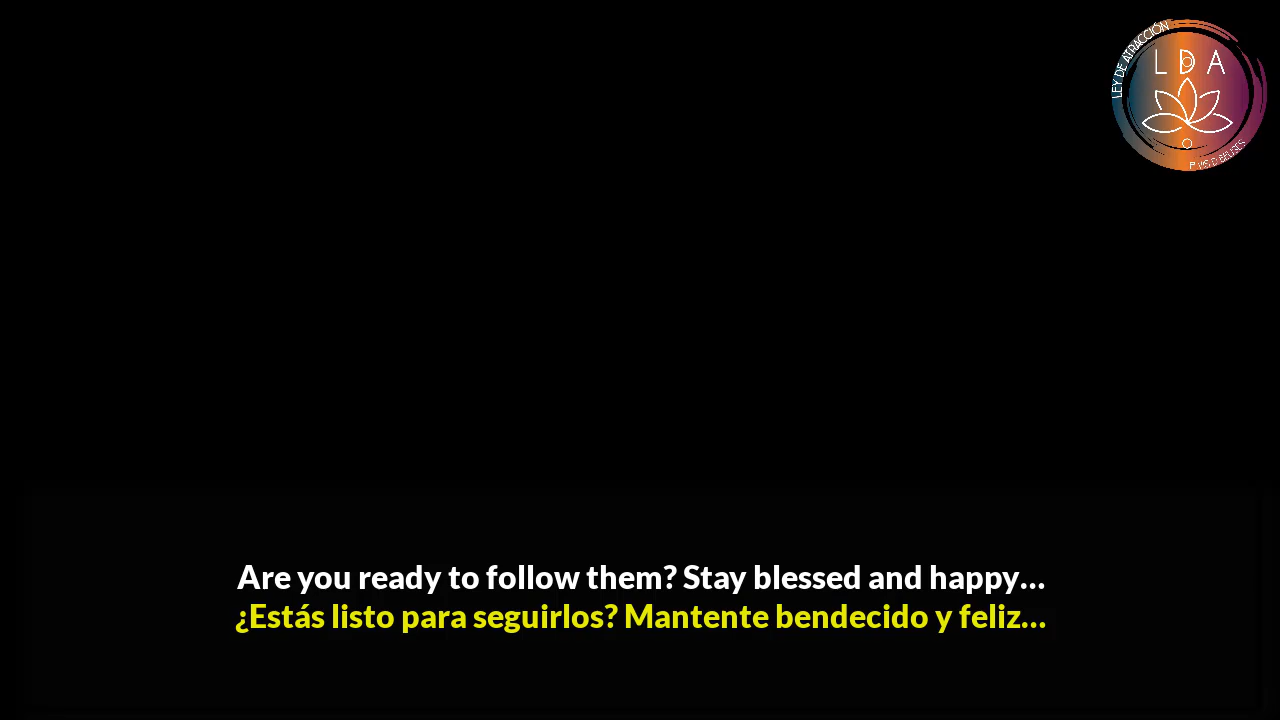 LEY DE ATRACCIÓN
L D A
Are you ready to follow them? Stay blessed and happy...
¿Estás listo para seguirlos? Mantente bendecido y feliz...